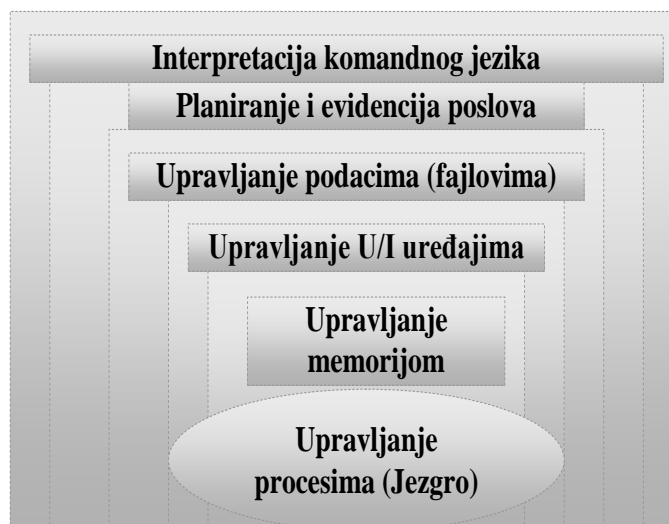 Interpretacija komandnog jezika
Planiranje i evidencija poslova
Upravljanje podacima (fajlovima)
Upravljanje U/I uređajima
Upravljanje
memorijom
Upravljanje
procesima (Jezgro)